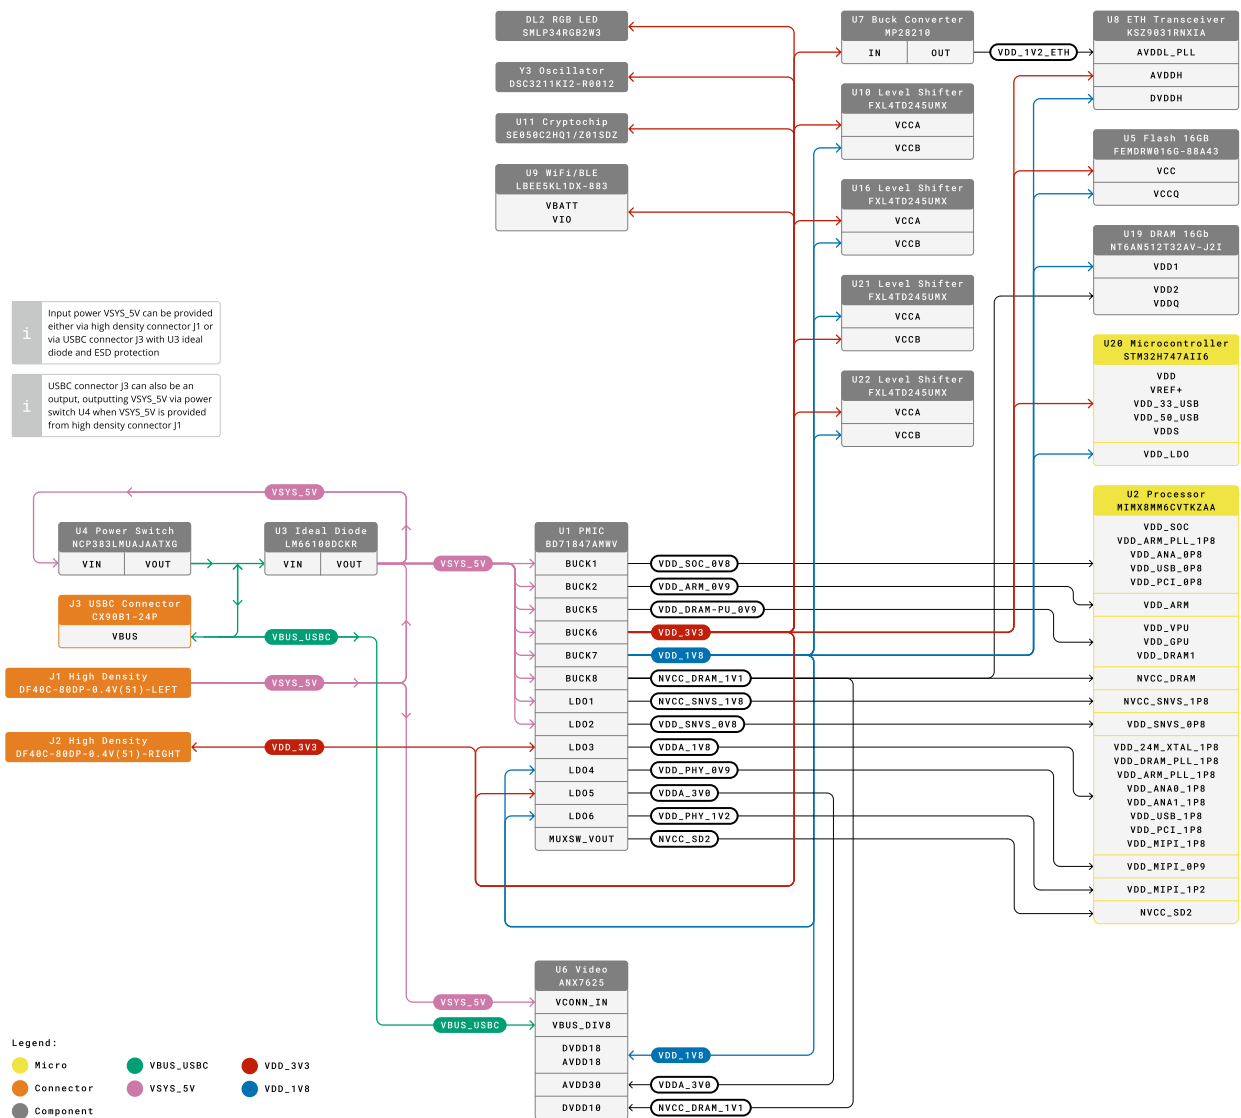 DL2 RGB LED
SMLP34RGB2W3
Y3 Oscillator
DSC3211KI2-R0012
U11 Cryptochip
SE050C2HQ1/Z01SDZ
U9 WiFi/BLE
LBEE5KL1DX-883
VBATT
VIO
U7 Buck Converter
MP28210
IN
OUT
VDD_1V2_ETH
U10 Level Shifter
FXL4TD245UMX
VCCA
VCCB
U16 Level Shifter
FXL4TD245UMX
VCCA
VCCB
U21 Level Shifter
FXL4TD245UMX
VCCA
VCCB
U22 Level Shifter
FXL4TD245UMX
VCCA
VCCB
U8 ETH Transceiver
KSZ9031RNXIA
AVDDL_PLL
AVDDH
DVDDH
U5 Flash 16GB
FEMDRW016G-88A43
VCC
VCCQ
U19 DRAM 16Gb
NT6AN512T32AV-J2I
VDD1
VDD2
VDDQ
U20 Microcontroller
STM32H747AII6
VDD
VREF+
VDD_33_USB
VDD_50_USB
VDDS
VDD_LDO
U2 Processor
MIMX8MM6CVTKZAA
VDD_SOC
VDD_ARM_PLL_1P8
VDD_ANA_0P8
VDD_USB_0P8
VDD_PCI_0P8
VDD_ARM
VDD_VPU
VDD_GPU
VDD_DRAM1
NVCC_DRAM
NVCC_SNVS_1P8
VDD_SNVS_0P8
VDD_24M_XTAL_1P8
VDD_DRAM_PLL_1P8
VDD_ARM_PLL_1P8
VDD_ANA0_1P8
VDD_ANA1_1P8
VDD_USB_1P8
VDD_PCI_1P8
VDD_MIPI_1P8
VDD_MIPI_0P9
VDD_MIPI_1P2
NVCC_SD2
i
Input power VSYS_5V can be provided
either via high density connector J1 or
via USBC connector J3 with U3 ideal
diode and ESD protection
i
USBC connector J3 can also be an
output, outputting VSYS_5V via power
switch U4 when VSYS_5V is provided
from high density connector J1
VSYS_5V
U4 Power Switch
NCP383LMUAJAATXG
VIN
VOUT
U3 Ideal Diode
LM66100DCKR
VIN
VOUT
VSYS_5V
J3 USBC Connector
CX90B1-24P
VBUS
VBUS_USBC
J1 High Density
DF40C-80DP-0.4V(51)-LEFT
VSYS_5V
J2 High Density
DF40C-80DP-0.4V(51)-RIGHT
VDD_3V3
U1 PMIC
BD71847AMWV
BUCK1
VDD_SOC_0V8
BUCK2
VDD_ARM_0V9
BUCK5
VDD_DRAM-PU_0V9
BUCK6
VDD_3V3
BUCK7
VDD_1V8
BUCK8
NVCC_DRAM_1V1
LDO1
NVCC_SNVS_1V8
LDO2
VDD_SNVS_0V8
LDO3
VDDA_1V8
LDO4
VDD_PHY_0V9
LDO5
VDDA_3V0
LDO6
VDD_PHY_1V2
MUXSW_VOUT
NVCC_SD2
U6 Video
ANX7625
VSYS_5V
VCONN_IN
VBUS_USBC
VBUS_DIV8
DVDD18
AVDD18
VDD_1V8
AVDD30
VDDA_3V0
DVDD10
NVCC_DRAM_1V1
Legend:
Micro
VBUS_USBC
VDD_3V3
Connector
VSYS_5V
VDD_1V8
Component